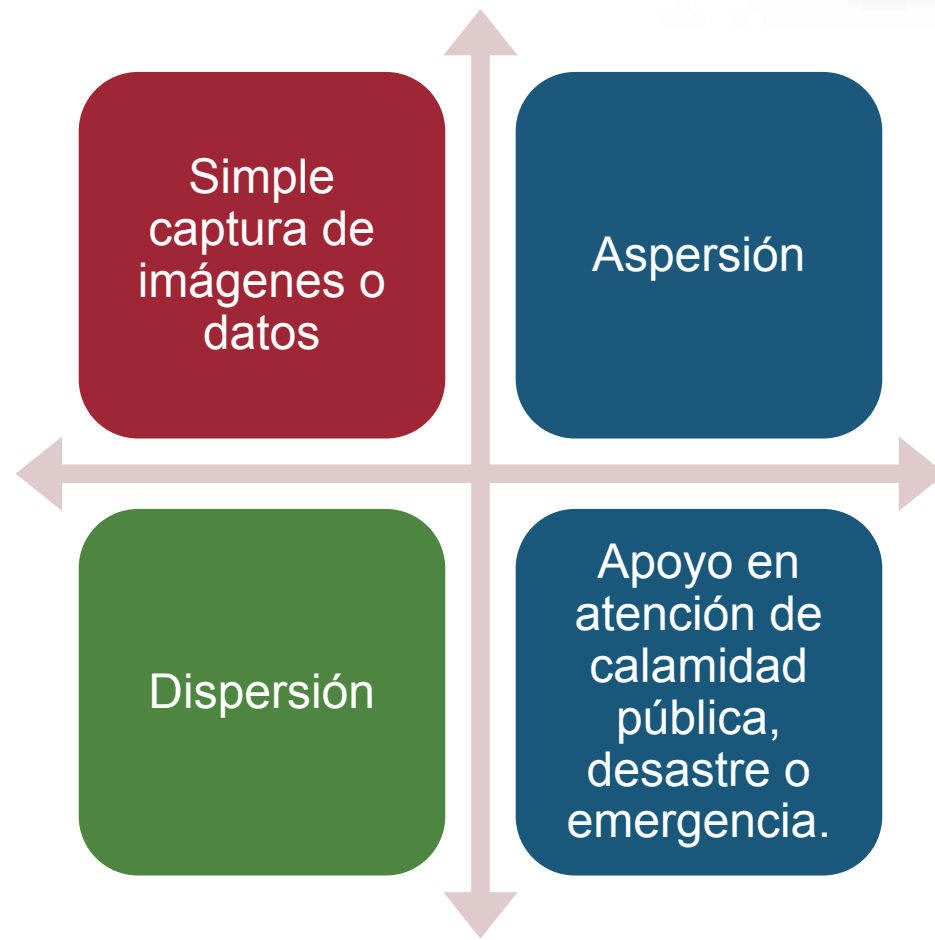 Simple
captura de
imágenes o
datos
Aspersión
Dispersión
Apoyo en
atención de
calamidad
pública,
desastre o
emergencia.